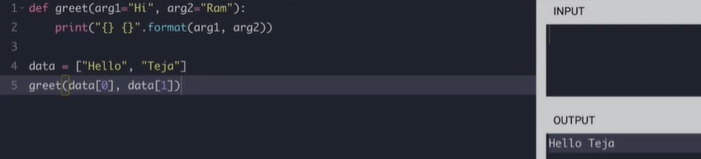 1 def greet(arg1="Hi", arg2="Ram"):
2     print("{} {}".format(arg1, arg2))
3
4 data = ["Hello", "Teja"]
5 greet(data[0], data[1])
INPUT
OUTPUT
Hello Teja